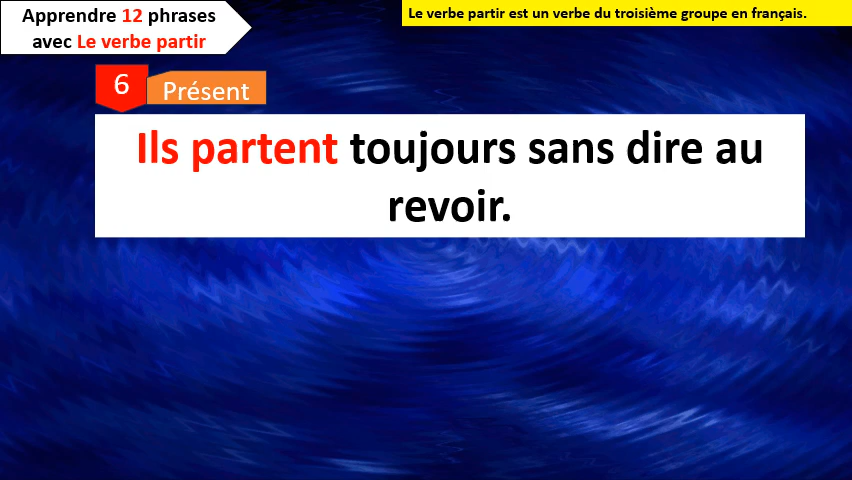 Apprendre 12 phrases
avec Le verbe partir
Le verbe partir est un verbe du troisième groupe en français.
6
Présent
Ils partent toujours sans dire au
revoir.